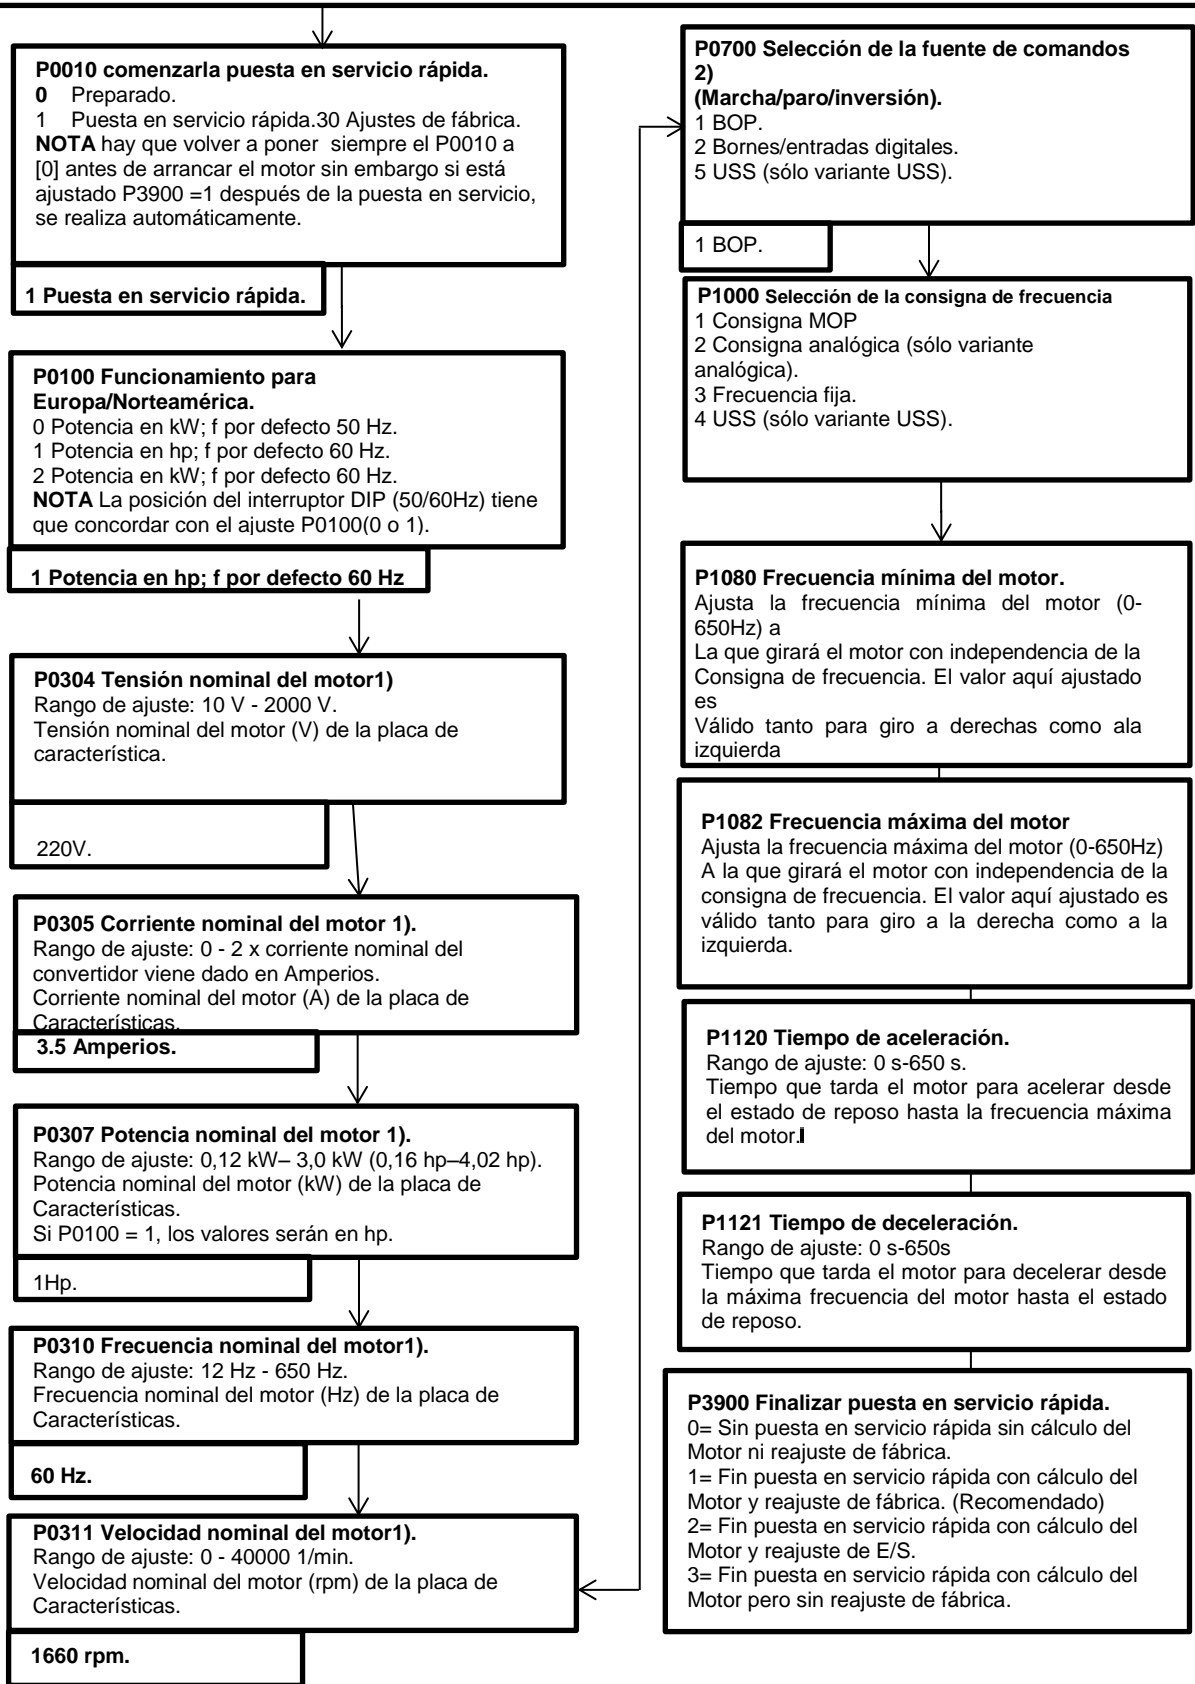 P0010 comenzarla puesta en servicio rápida.
0 Preparado.
1 Puesta en servicio rápida.30 Ajustes de fábrica.
NOTA hay que volver a poner siempre el P0010 a
[0] antes de arrancar el motor sin embargo si está
ajustado P3900 =1 después de la puesta en servicio,
se realiza automáticamente.
1 Puesta en servicio rápida.
P0100 Funcionamiento para
Europa/Norteamérica.
0 Potencia en kW; f por defecto 50 Hz.
1 Potencia en hp; f por defecto 60 Hz.
2 Potencia en kW; f por defecto 60 Hz.
NOTA La posición del interruptor DIP (50/60Hz) tiene
que concordar con el ajuste P0100(0 o 1).
1 Potencia en hp; f por defecto 60 Hz
P0304 Tensión nominal del motor1)
Rango de ajuste: 10 V - 2000 V.
Tensión nominal del motor (V) de la placa de
característica.
220V.
P0305 Corriente nominal del motor 1).
Rango de ajuste: 0 - 2 x corriente nominal del
convertidor viene dado en Amperios.
Corriente nominal del motor (A) de la placa de
Características.
3.5 Amperios.
P0307 Potencia nominal del motor 1).
Rango de ajuste: 0,12 kW– 3,0 kW (0,16 hp–4,02 hp).
Potencia nominal del motor (kW) de la placa de
Características.
Si P0100 = 1, los valores serán en hp.
1Hp.
P0310 Frecuencia nominal del motor1).
Rango de ajuste: 12 Hz - 650 Hz.
Frecuencia nominal del motor (Hz) de la placa de
Características.
60 Hz.
P0311 Velocidad nominal del motor1).
Rango de ajuste: 0 - 40000 1/min.
Velocidad nominal del motor (rpm) de la placa de
Características.
1660 rpm.
P0700 Selección de la fuente de comandos
2)
(Marcha/paro/inversión).
1 BOP.
2 Bornes/entradas digitales.
5 USS (sólo variante USS).
1 BOP.
P1000 Selección de la consigna de frecuencia
1 Consigna MOP
2 Consigna analógica (sólo variante
analógica).
3 Frecuencia fija.
4 USS (sólo variante USS).
P1080 Frecuencia mínima del motor.
Ajusta la frecuencia mínima del motor (0-
650Hz) a
La que girará el motor con independencia de la
Consigna de frecuencia. El valor aquí ajustado
es
Válido tanto para giro a derechas como ala
izquierda
P1082 Frecuencia máxima del motor
Ajusta la frecuencia máxima del motor (0-650Hz)
A la que girará el motor con independencia de la
consigna de frecuencia. El valor aquí ajustado es
válido tanto para giro a la derecha como a la
izquierda.
P1120 Tiempo de aceleración.
Rango de ajuste: 0 s-650 s.
Tiempo que tarda el motor para acelerar desde
el estado de reposo hasta la frecuencia máxima
del motor.
P1121 Tiempo de deceleración.
Rango de ajuste: 0 s-650s
Tiempo que tarda el motor para decelerar desde
la máxima frecuencia del motor hasta el estado
de reposo.
P3900 Finalizar puesta en servicio rápida.
0= Sin puesta en servicio rápida sin cálculo del
Motor ni reajuste de fábrica.
1= Fin puesta en servicio rápida con cálculo del
Motor y reajuste de fábrica. (Recomendado)
2= Fin puesta en servicio rápida con cálculo del
Motor y reajuste de E/S.
3= Fin puesta en servicio rápida con cálculo del
Motor pero sin reajuste de fábrica.